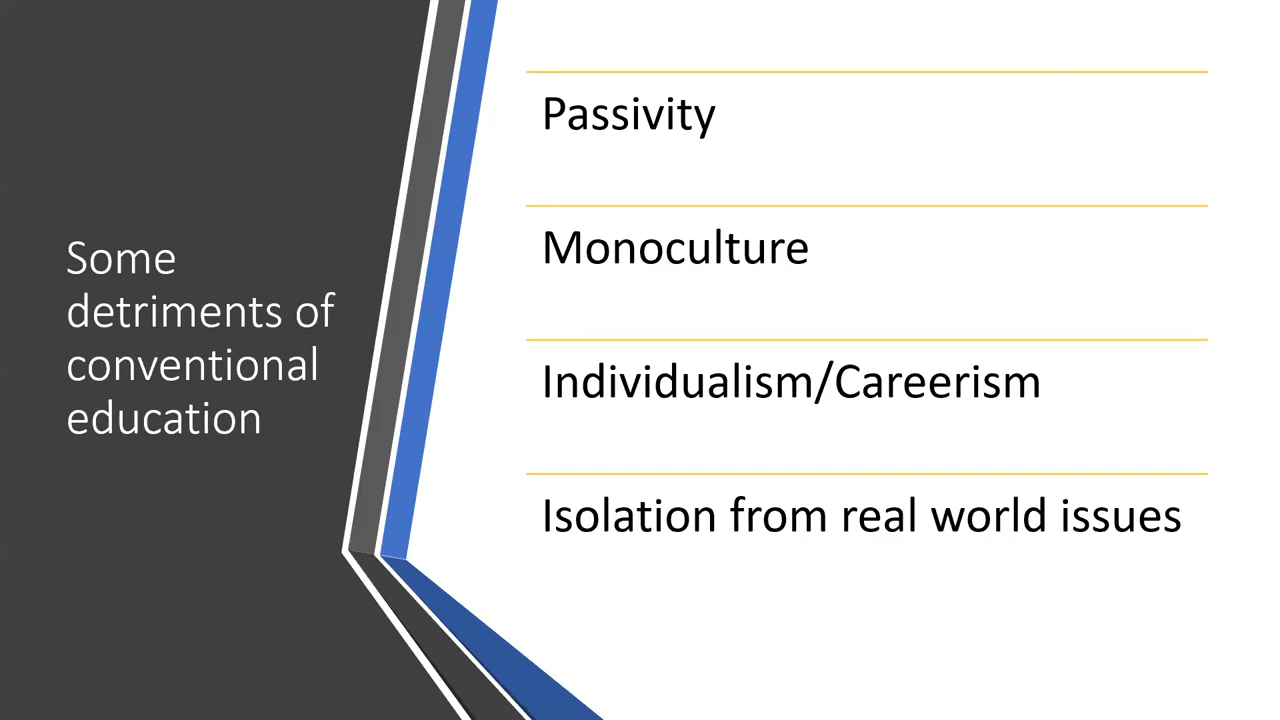 Some
detriments of
conventional
education
Passivity
Monoculture
Individualism/Careerism
Isolation from real world issues